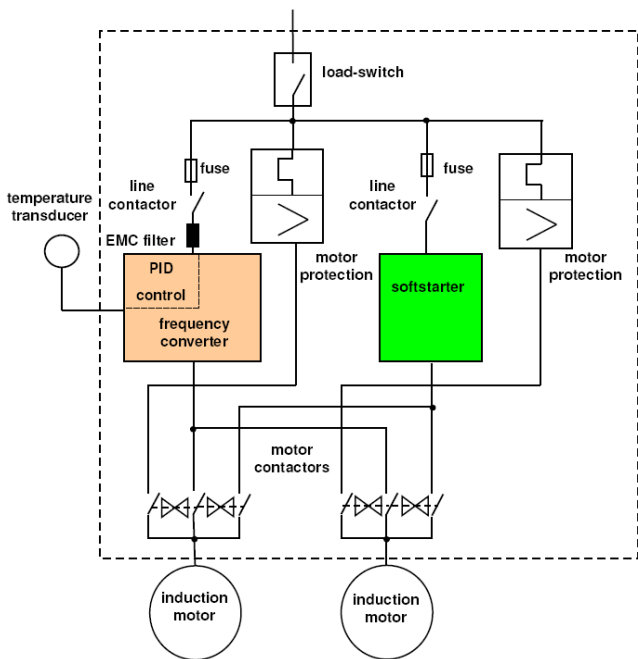 load-switch
fuse
line
contactor
temperature
transducer
EMC filter
motor
protection
fuse
line
contactor
motor
protection
PID
control
frequency
converter
softstarter
motor
contactors
induction
motor
induction
motor